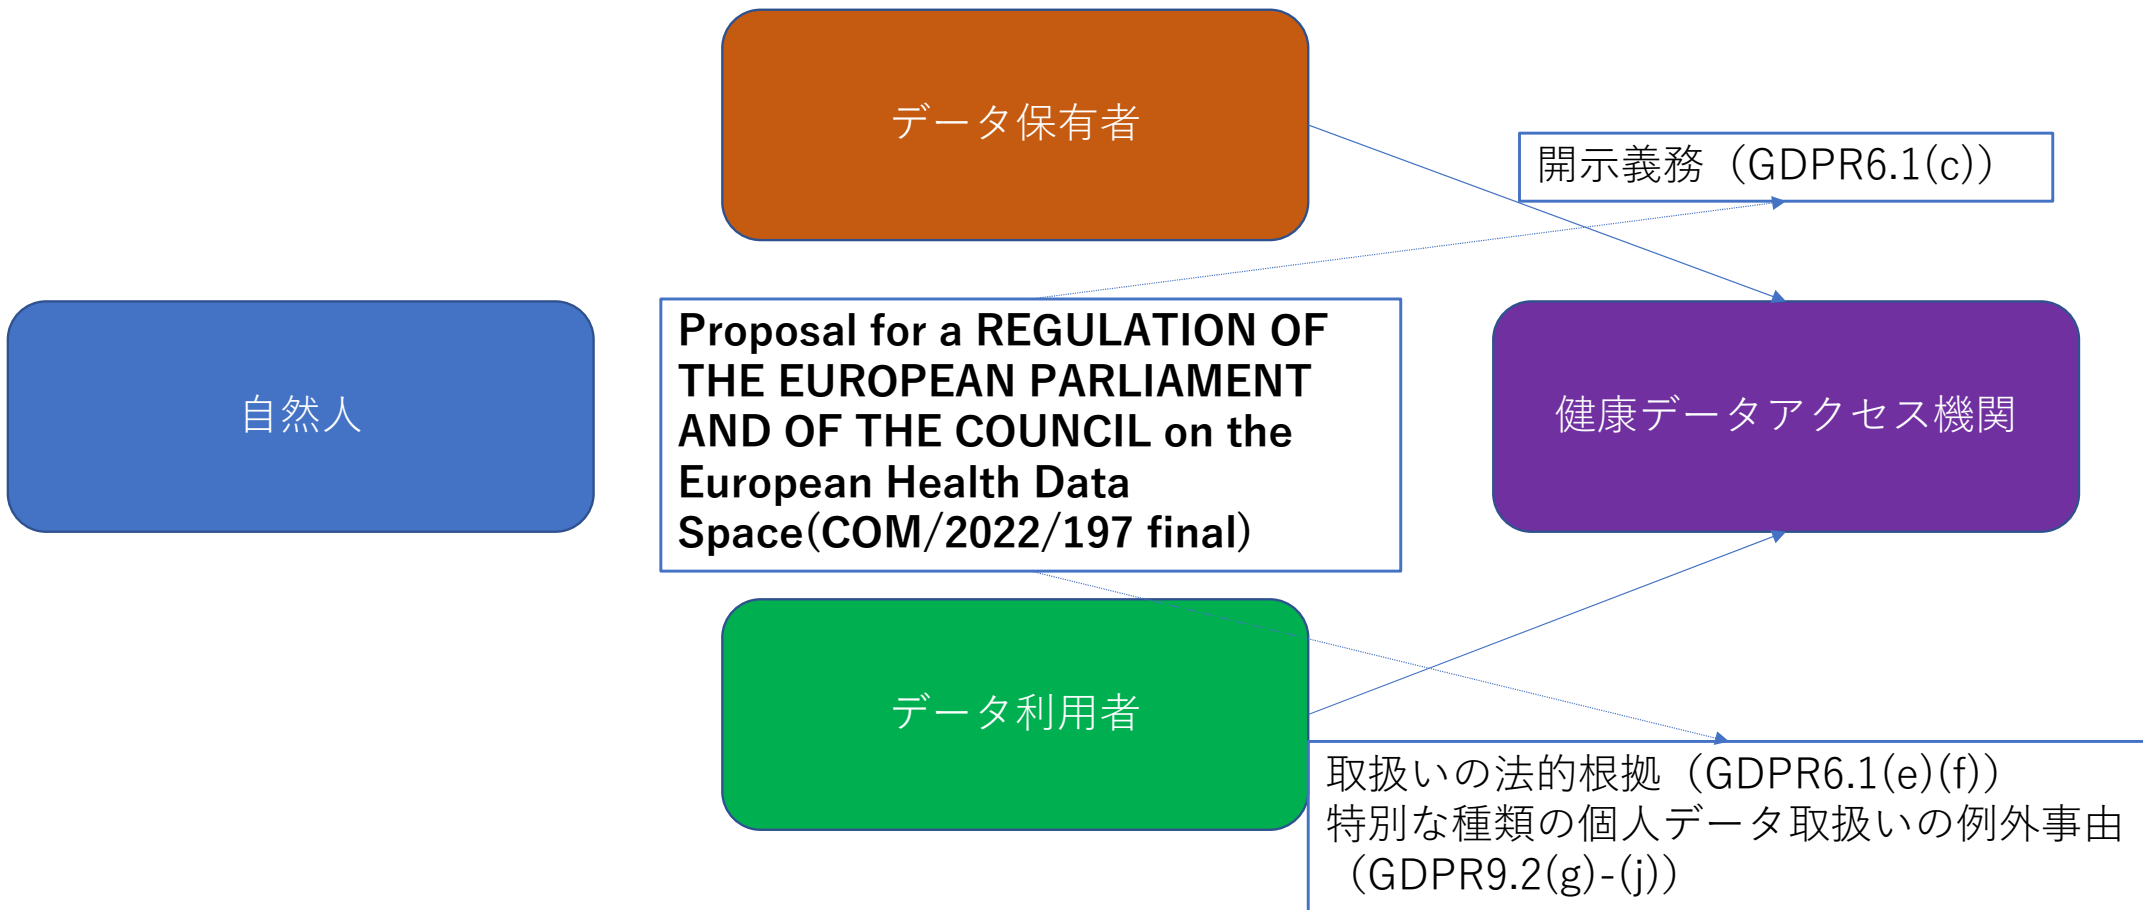 データ保有者
開示義務（GDPR6.1(c)）
自然人
Proposal for a REGULATION OF
THE EUROPEAN PARLIAMENT
AND OF THE COUNCIL on the
European Health Data
Space(COM/2022/197 final)
健康データアクセス機関
データ利用者
取扱いの法的根拠（GDPR6.1(e)(f)）
特別な種類の個人データ取扱いの例外事由
（GDPR9.2(g)-(j)）